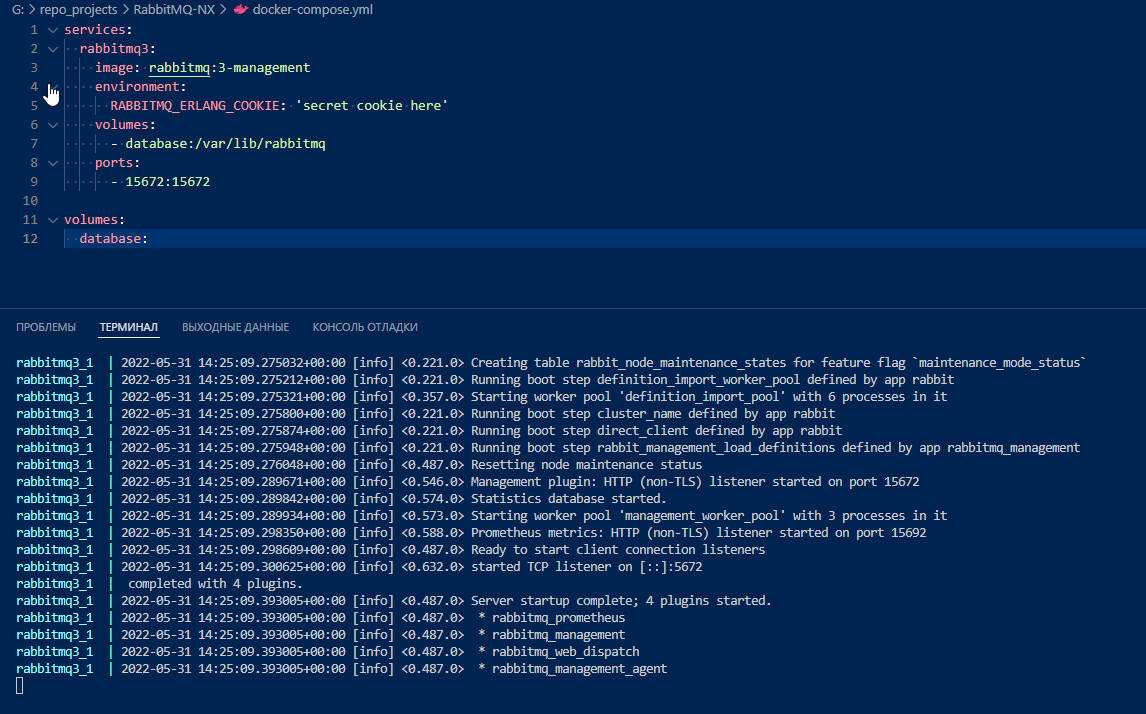 G: > repo_projects > RabbitMQ-NX > docker-compose.yml
1 services:
2 rabbitmq3:
3 image: rabbitmq:3-management
4 environment:
5 RABBITMQ_ERLANG_COOKIE: 'secret cookie here'
6 volumes:
7 - database:/var/lib/rabbitmq
8 ports:
9 - 15672:15672
10
11 volumes:
12 database:
ПРОБЛЕМЫ ТЕРМИНАЛ ВЫХОДНЫЕ ДАННЫЕ КОНСОЛЬ ОТЛАДКИ
rabbitmq3_1 | 2022-05-31 14:25:09.275032+00:00 [info] <0.221.0> Creating table rabbit_node_maintenance_states for feature flag `maintenance_mode_status`
rabbitmq3_1 | 2022-05-31 14:25:09.275212+00:00 [info] <0.221.0> Running boot step definition_import_worker_pool defined by app rabbit
rabbitmq3_1 | 2022-05-31 14:25:09.275321+00:00 [info] <0.357.0> Starting worker pool 'definition_import_pool' with 6 processes in it
rabbitmq3_1 | 2022-05-31 14:25:09.275800+00:00 [info] <0.221.0> Running boot step cluster_name defined by app rabbit
rabbitmq3_1 | 2022-05-31 14:25:09.275874+00:00 [info] <0.221.0> Running boot step direct_client defined by app rabbit
rabbitmq3_1 | 2022-05-31 14:25:09.275948+00:00 [info] <0.221.0> Running boot step rabbit_management_load_definitions defined by app rabbitmq_management
rabbitmq3_1 | 2022-05-31 14:25:09.276048+00:00 [info] <0.487.0> Resetting node maintenance status
rabbitmq3_1 | 2022-05-31 14:25:09.289671+00:00 [info] <0.546.0> Management plugin: HTTP (non-TLS) listener started on port 15672
rabbitmq3_1 | 2022-05-31 14:25:09.289842+00:00 [info] <0.574.0> Statistics database started.
rabbitmq3_1 | 2022-05-31 14:25:09.289934+00:00 [info] <0.573.0> Starting worker pool 'management_worker_pool' with 3 processes in it
rabbitmq3_1 | 2022-05-31 14:25:09.298350+00:00 [info] <0.588.0> Prometheus metrics: HTTP (non-TLS) listener started on port 15692
rabbitmq3_1 | 2022-05-31 14:25:09.298609+00:00 [info] <0.487.0> Ready to start client connection listeners
rabbitmq3_1 | 2022-05-31 14:25:09.300625+00:00 [info] <0.632.0> started TCP listener on [::]:5672
rabbitmq3_1 | completed with 4 plugins.
rabbitmq3_1 | 2022-05-31 14:25:09.393005+00:00 [info] <0.487.0> Server startup complete; 4 plugins started.
rabbitmq3_1 | 2022-05-31 14:25:09.393005+00:00 [info] <0.487.0> * rabbitmq_prometheus
rabbitmq3_1 | 2022-05-31 14:25:09.393005+00:00 [info] <0.487.0> * rabbitmq_management
rabbitmq3_1 | 2022-05-31 14:25:09.393005+00:00 [info] <0.487.0> * rabbitmq_web_dispatch
rabbitmq3_1 | 2022-05-31 14:25:09.393005+00:00 [info] <0.487.0> * rabbitmq_management_agent